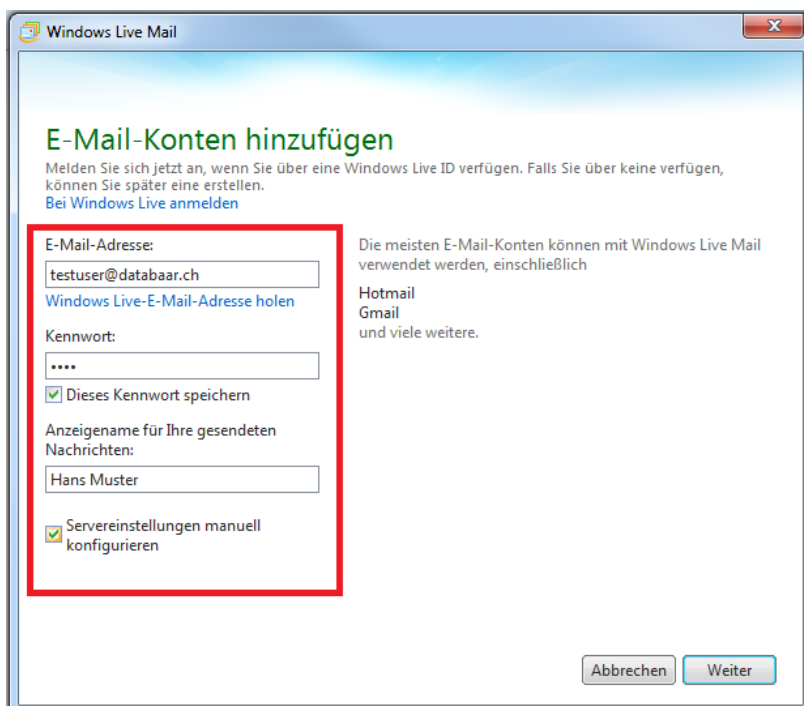 Windows Live Mail
E-Mail-Konten hinzufügen
Melden Sie sich jetzt an, wenn Sie über eine Windows Live ID verfügen. Falls Sie über keine verfügen,
können Sie später eine erstellen.
Bei Windows Live anmelden
E-Mail-Adresse:
testuser@databaar.ch
Windows Live-E-Mail-Adresse holen
Kennwort:
••••
Dieses Kennwort speichern
Anzeigename für Ihre gesendeten
Nachrichten:
Hans Muster
Servereinstellungen manuell
konfigurieren
Die meisten E-Mail-Konten können mit Windows Live Mail
verwendet werden, einschließlich
Hotmail
Gmail
und viele weitere.
Abbrechen
Weiter